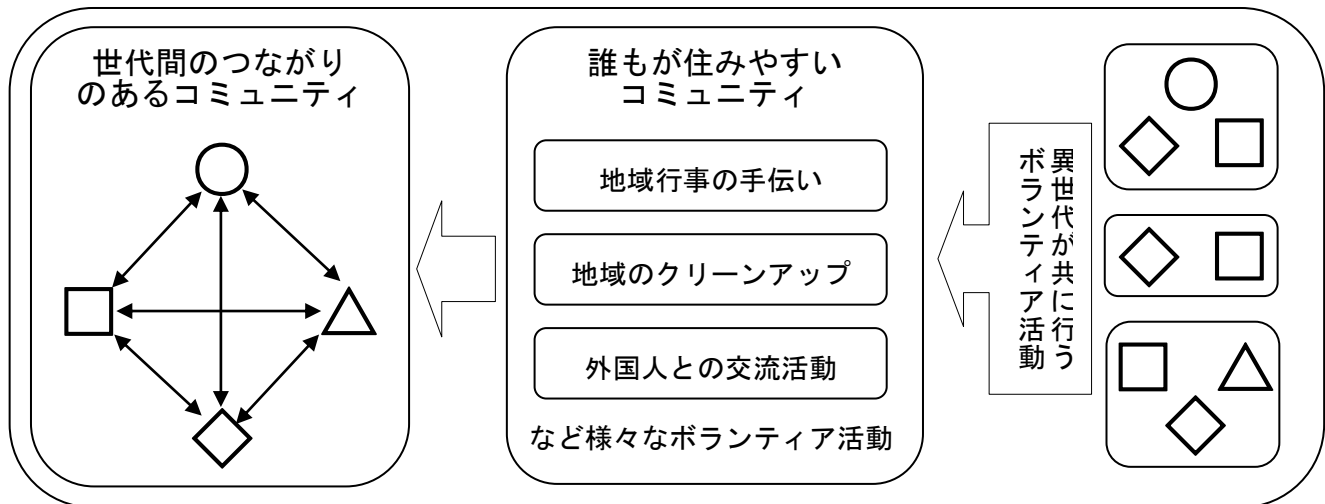 世代間のつながり
のあるコミュニティ
誰もが住みやすい
コミュニティ
地域行事の手伝い
地域のクリーンアップ
外国人との交流活動
など様々なボランティア活動
異世代が共に行う
ボランティア活動